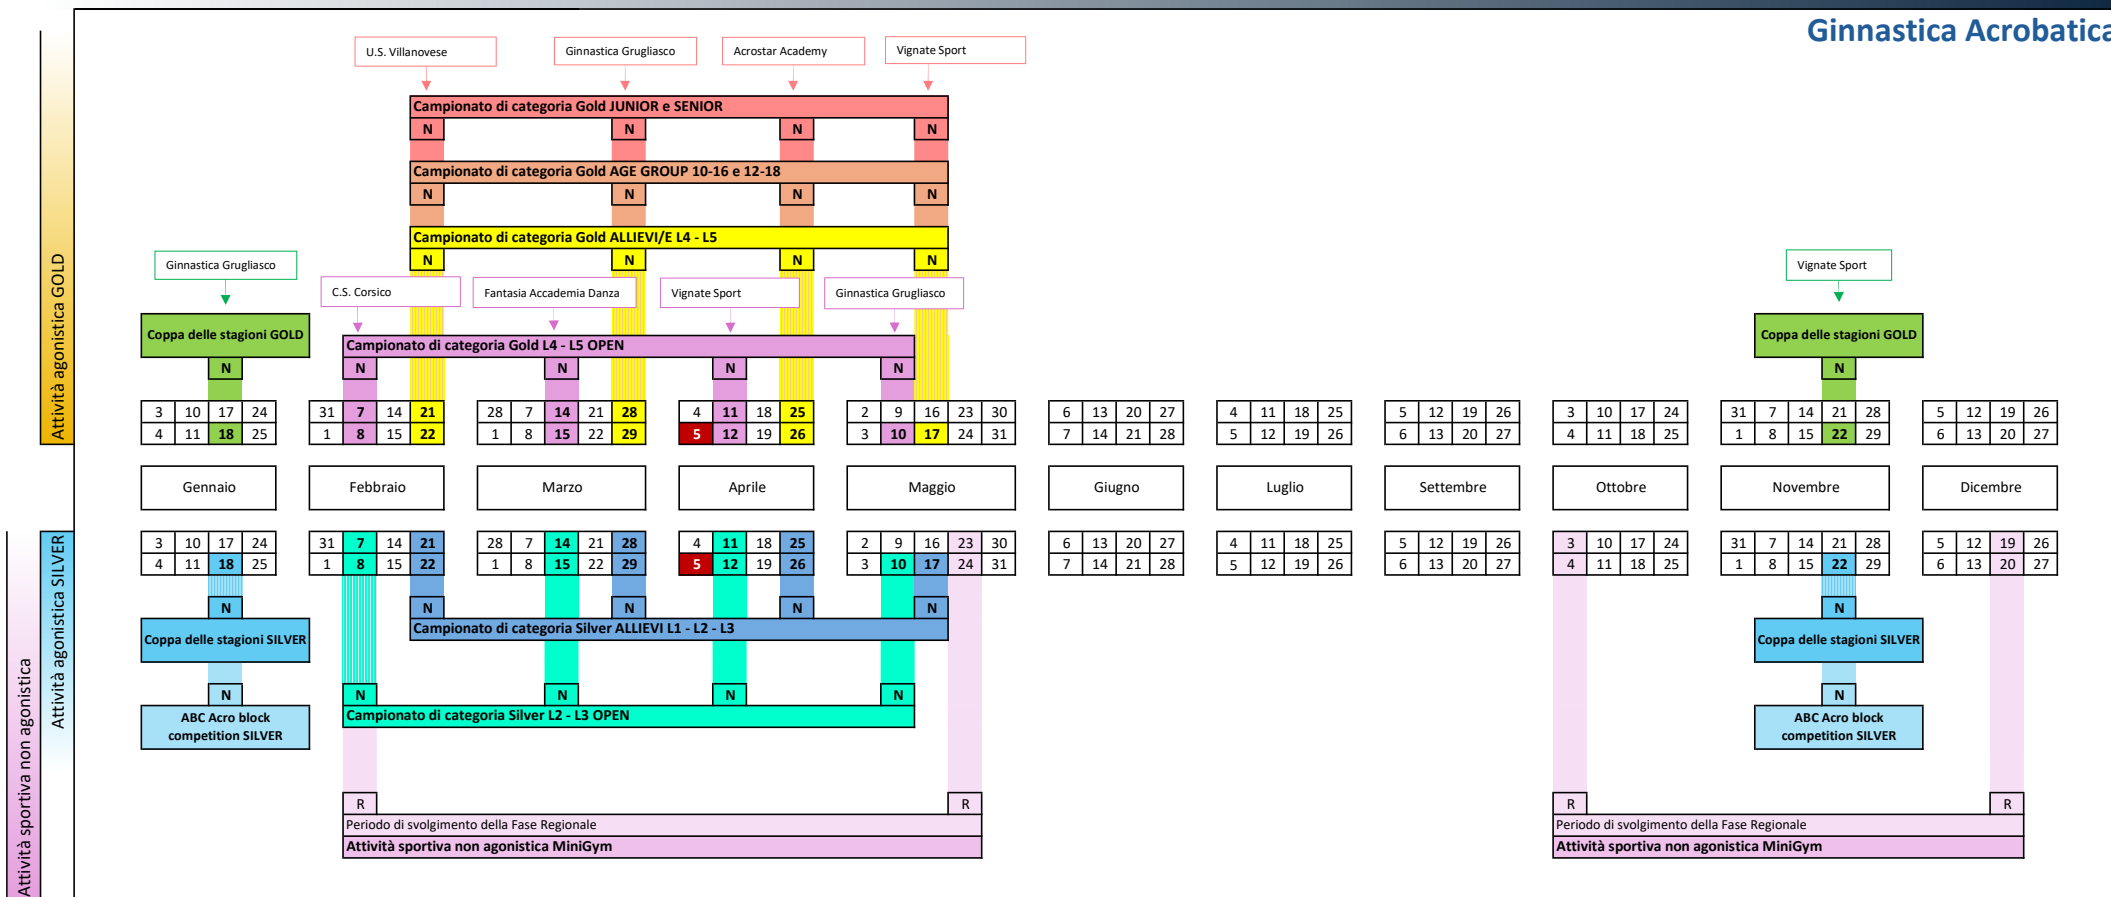 Ginnastica Acrobatica
U.S. Villanovese
Ginnastica Grugliasco
Acrostar Academy
Vignate Sport
Campionato di categoria Gold JUNIOR e SENIOR
N N N N
Campionato di categoria Gold AGE GROUP 10-16 e 12-18
N N N N
Campionato di categoria Gold ALLIEVI/E L4 - L5
N N N N
Ginnastica Grugliasco
Vignate Sport
C.S. Corsico
Fantasia Accademia Danza
Vignate Sport
Ginnastica Grugliasco
Coppa delle stagioni GOLD
Coppa delle stagioni GOLD
Campionato di categoria Gold L4 - L5 OPEN
N N N N N N
3 10 17 24 31 7 14 21 28 7 14 21 28 4 11 18 25 2 9 16 23 30 6 13 20 27 4 11 18 25 5 12 19 26 3 10 17 24 31 7 14 21 28 5 12 19 26
4 11 18 25 1 8 15 22 1 8 15 22 29 5 12 19 26 3 10 17 24 31 7 14 21 28 5 12 19 26 6 13 20 27 4 11 18 25 1 8 15 22 29 6 13 20 27
Attività agonistica GOLD
Gennaio Febbraio Marzo Aprile Maggio Giugno Luglio Settembre Ottobre Novembre Dicembre
3 10 17 24 31 7 14 21 28 7 14 21 28 4 11 18 25 2 9 16 23 30 6 13 20 27 4 11 18 25 5 12 19 26 3 10 17 24 31 7 14 21 28 5 12 19 26
4 11 18 25 1 8 15 22 1 8 15 22 29 5 12 19 26 3 10 17 24 31 7 14 21 28 5 12 19 26 6 13 20 27 4 11 18 25 1 8 15 22 29 6 13 20 27
N N N N N N
Coppa delle stagioni SILVER
Campionato di categoria Silver ALLIEVI L1 - L2 - L3
Coppa delle stagioni SILVER
N N N N N N
ABC Acro block
competition SILVER
Campionato di categoria Silver L2 - L3 OPEN
ABC Acro block
competition SILVER
Attività agonistica SILVER
Attività sportiva non agonistica
R R R R
Periodo di svolgimento della Fase Regionale
Attività sportiva non agonistica MiniGym
Periodo di svolgimento della Fase Regionale
Attività sportiva non agonistica MiniGym